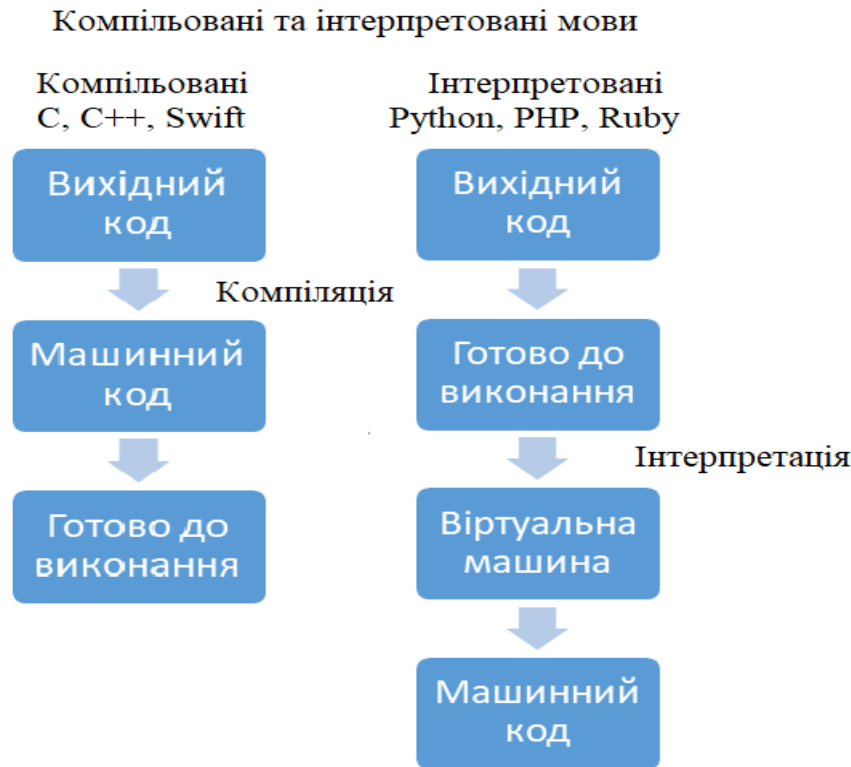 Компільовані та інтерпретовані мови
Компільовані
C, C++, Swift
Вихідний
код
Компіляція
Машинний
код
Готово до
виконання
Інтерпретовані
Python, PHP, Ruby
Вихідний
код
Готово до
виконання
Інтерпретація
Віртуальна
машина
Машинний
код